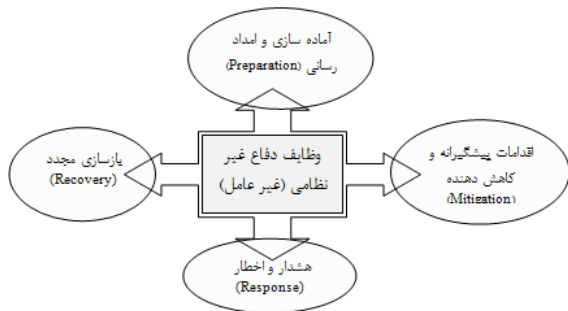 آماده سازی و امداد
رسانی (Preparation)
اقدامات پیشگیرانه و
کاهش دهنده
(Mitigation)
وظایف دفاع غیر
نظامی (غیر عامل)
بازسازی مجدد
(Recovery)
هشدار و اخطار
(Response)